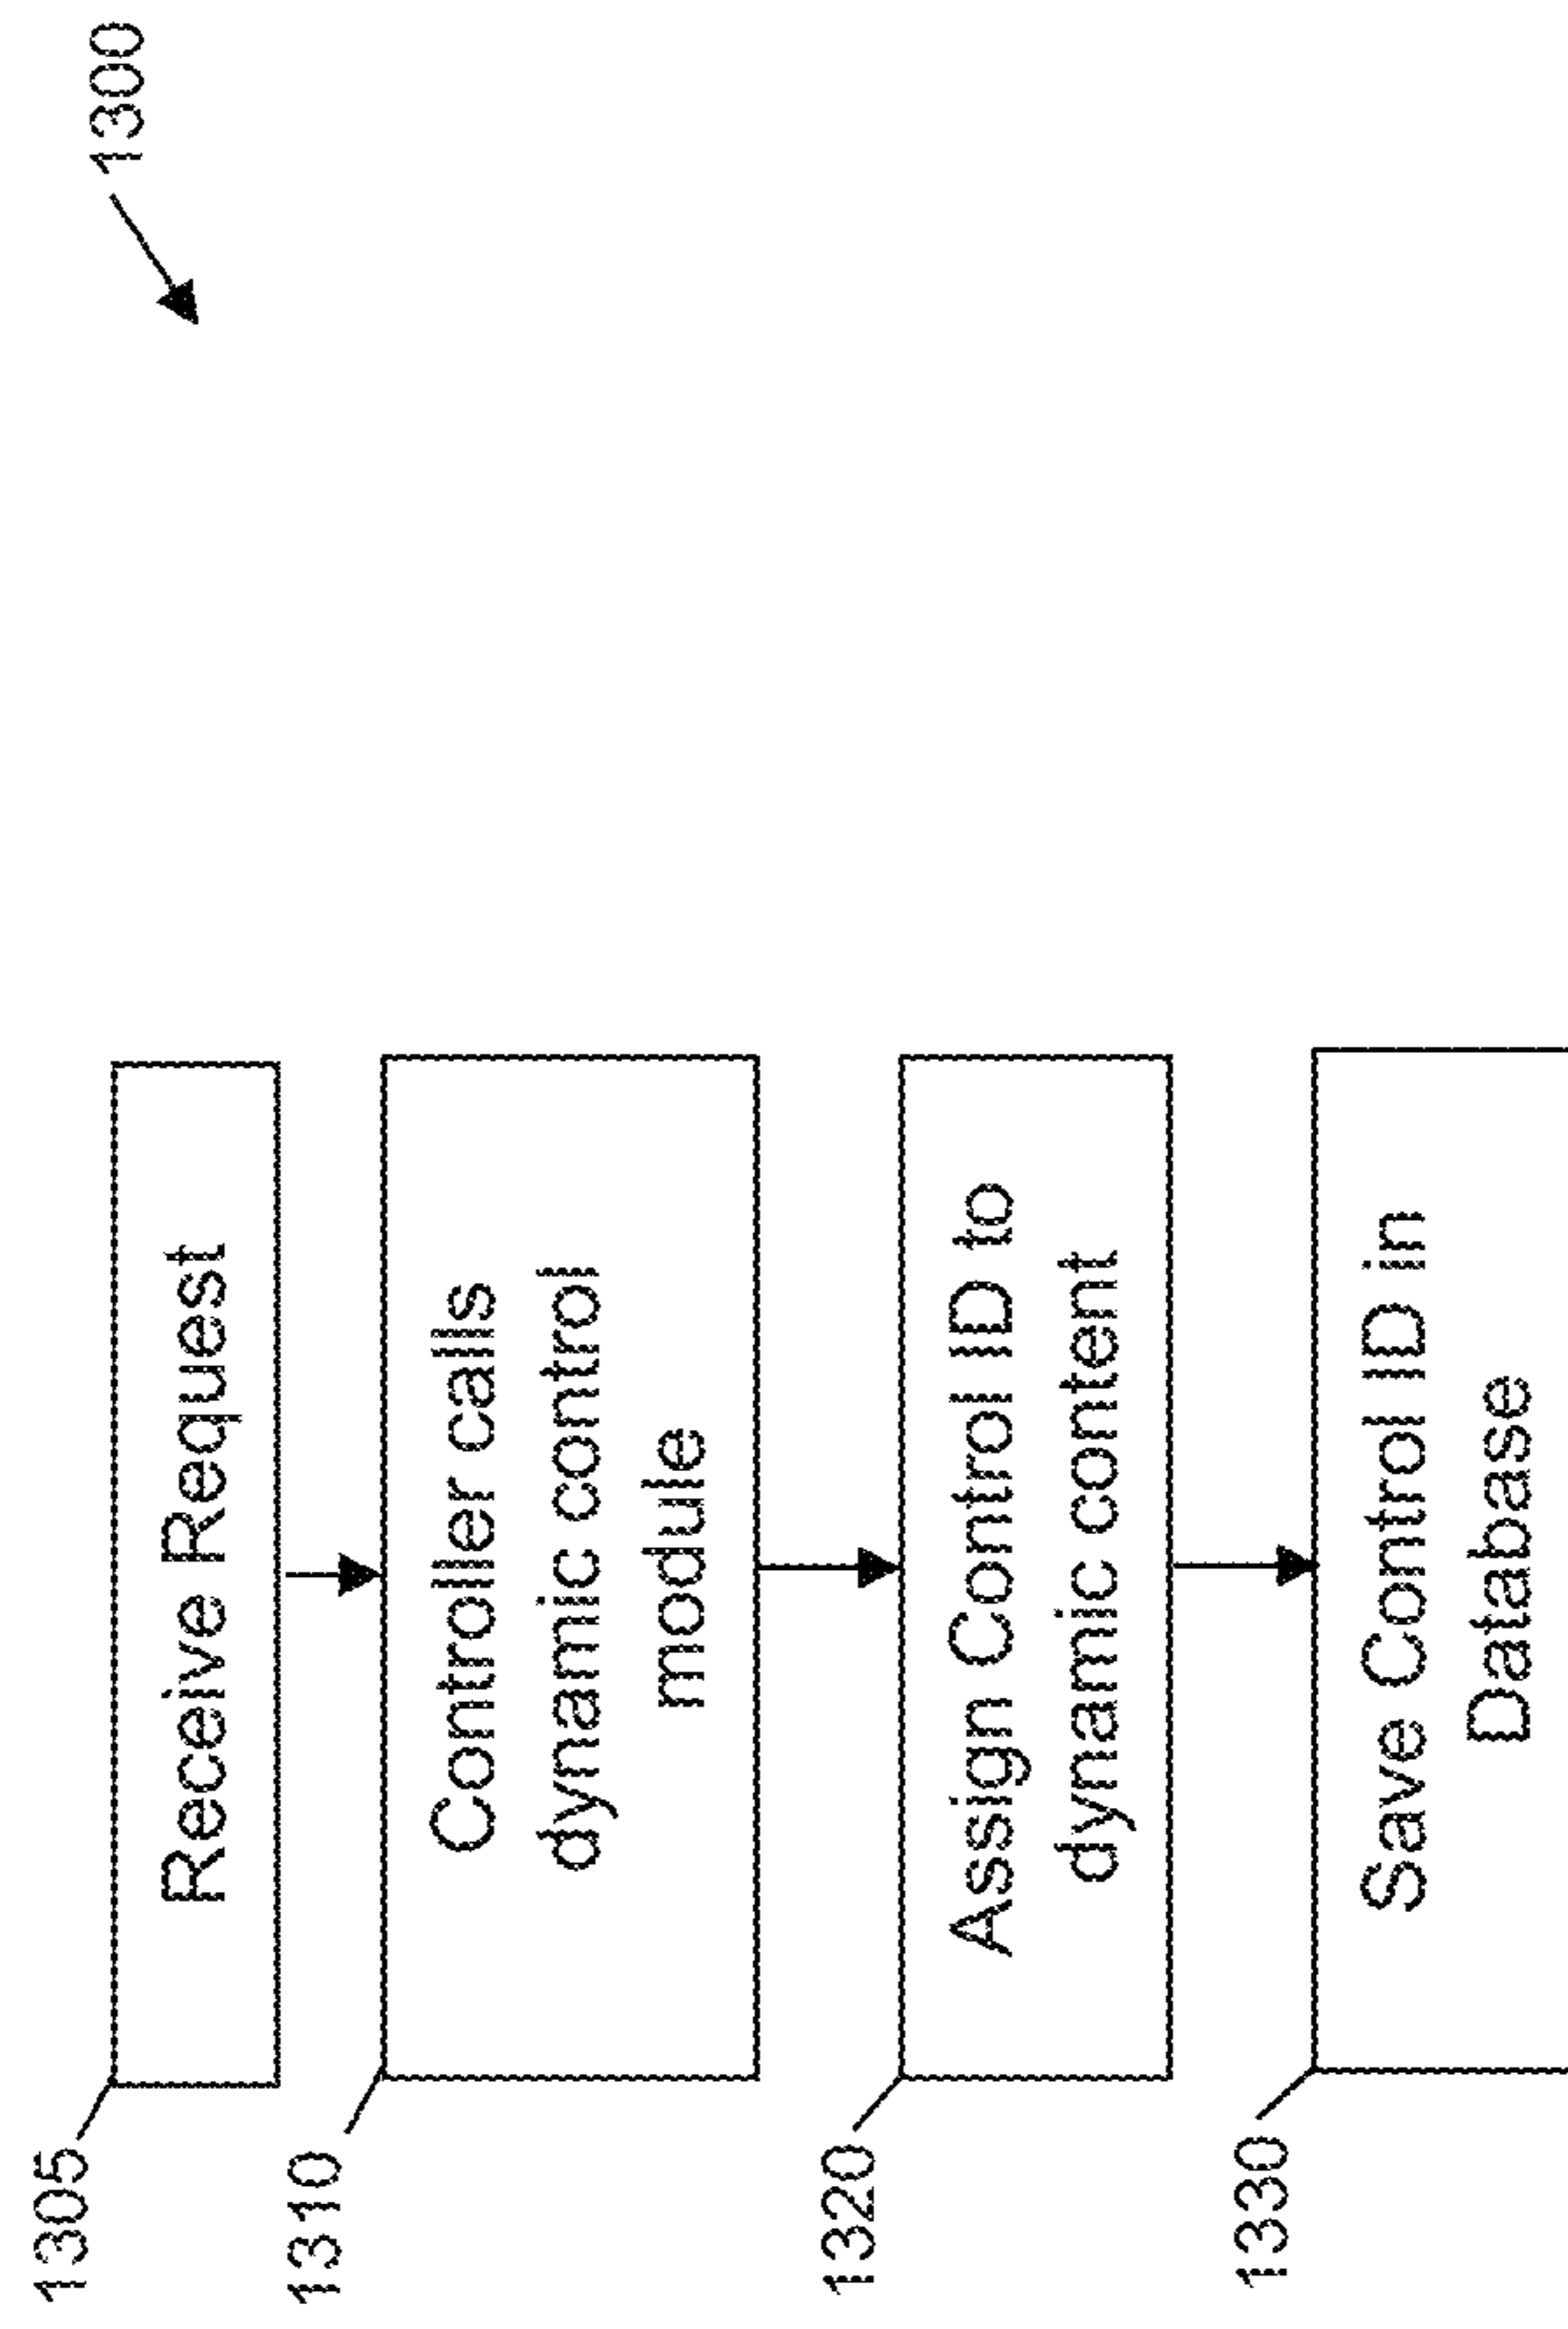 1300
1305
Receive Request
1310
Controller calls
dynamic control
module
1320
Assign Control ID to
dynamic content
1330
Save Control ID in
Database